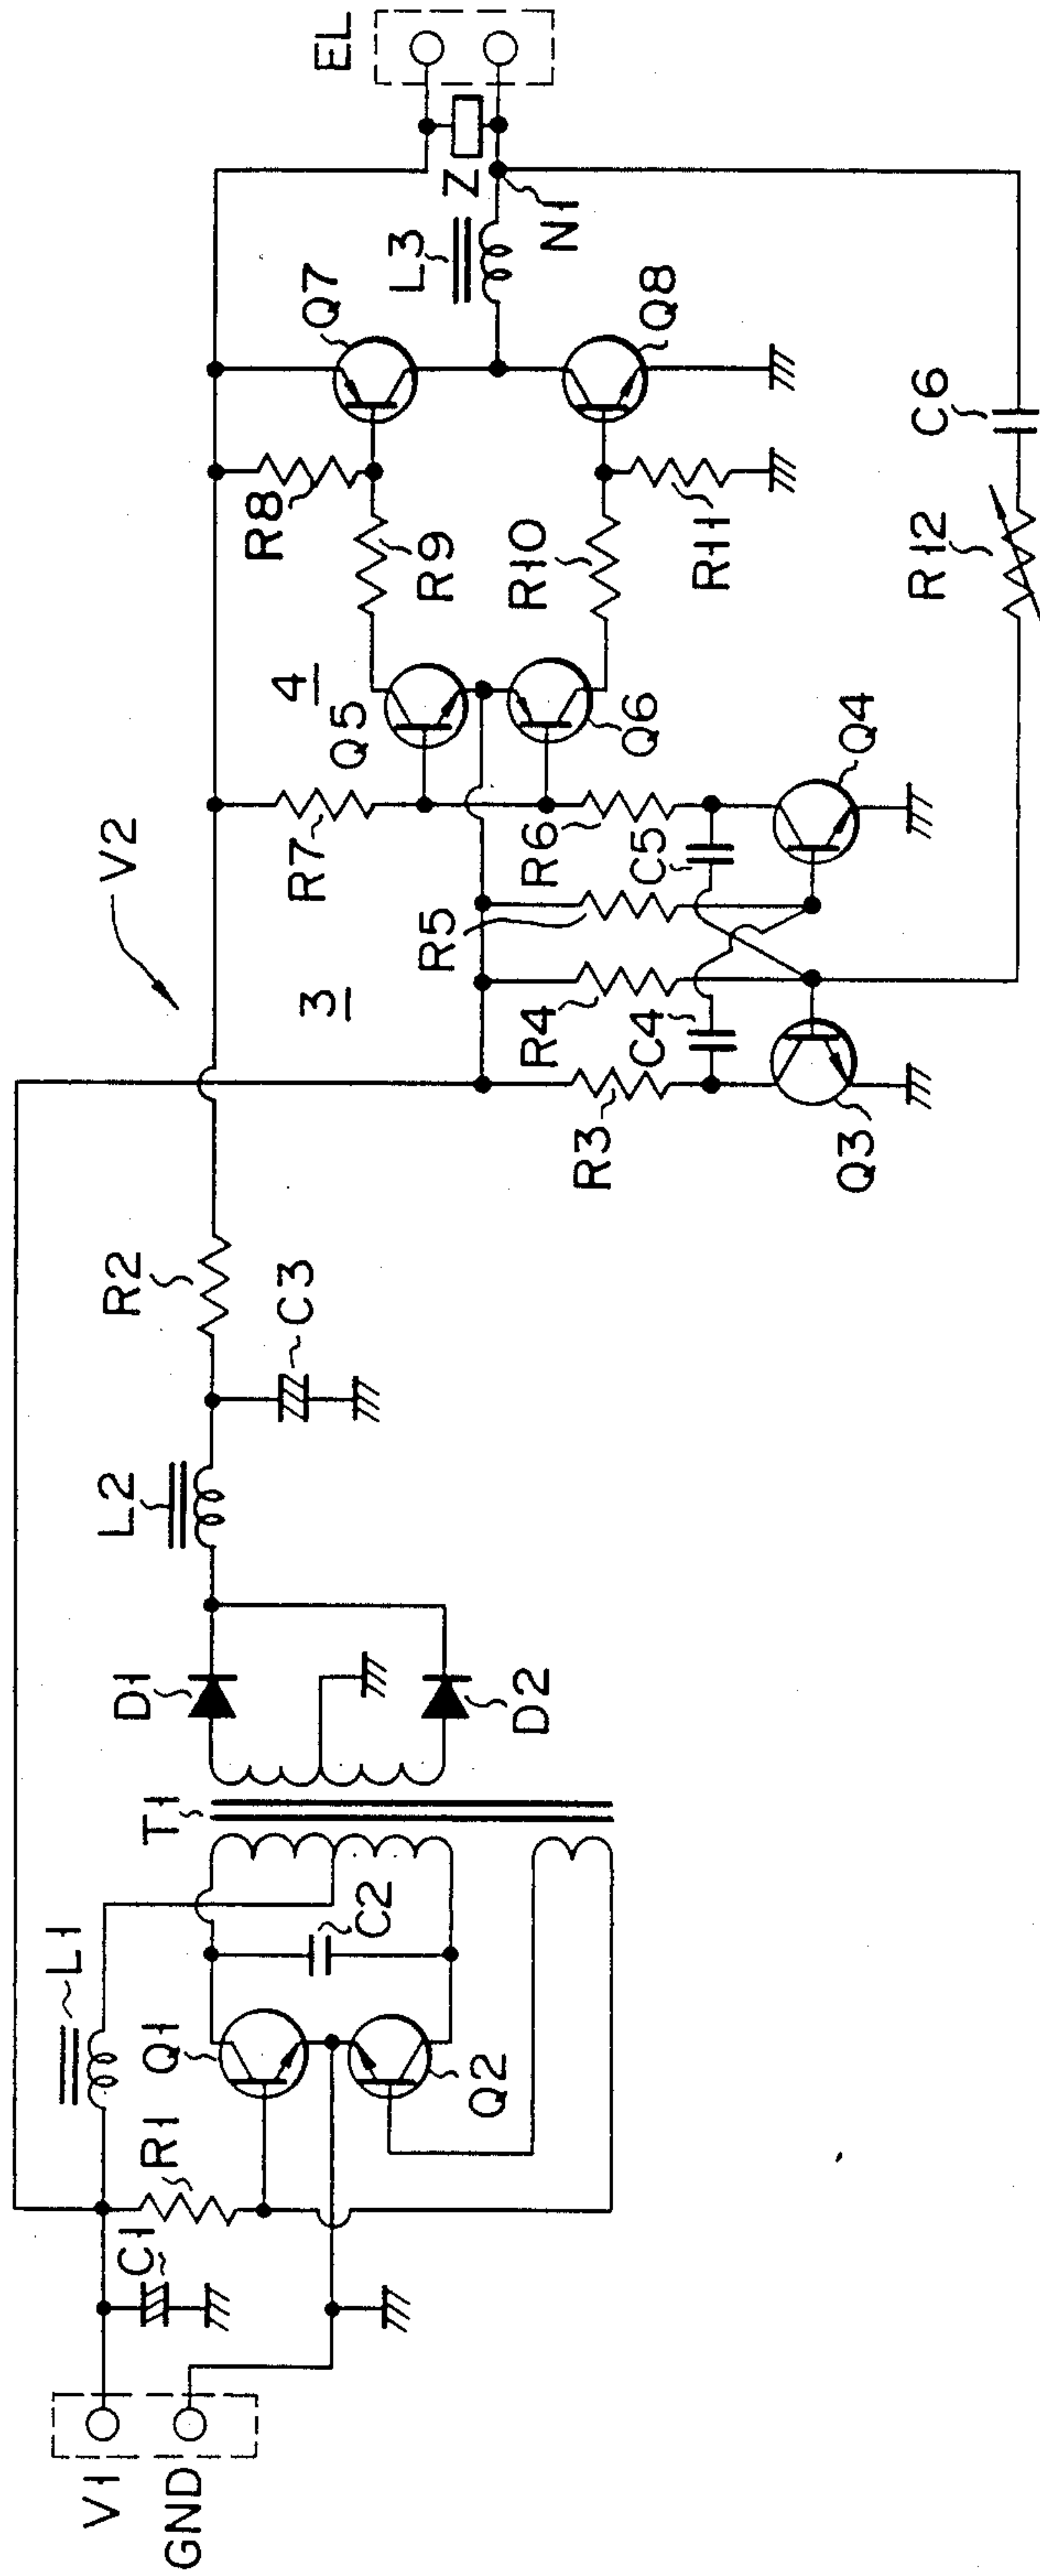 V1
GND
C1
R1
L1
Q1
Q2
C2
T1
D1
D2
L2
C3
R2
V2
3
R3
Q3
R4
C4
R5
R6
C5
Q4
R7
4
Q5
Q6
R8
R9
R10
R11
Q7
Q8
L3
Z
N1
EL
R12
C6